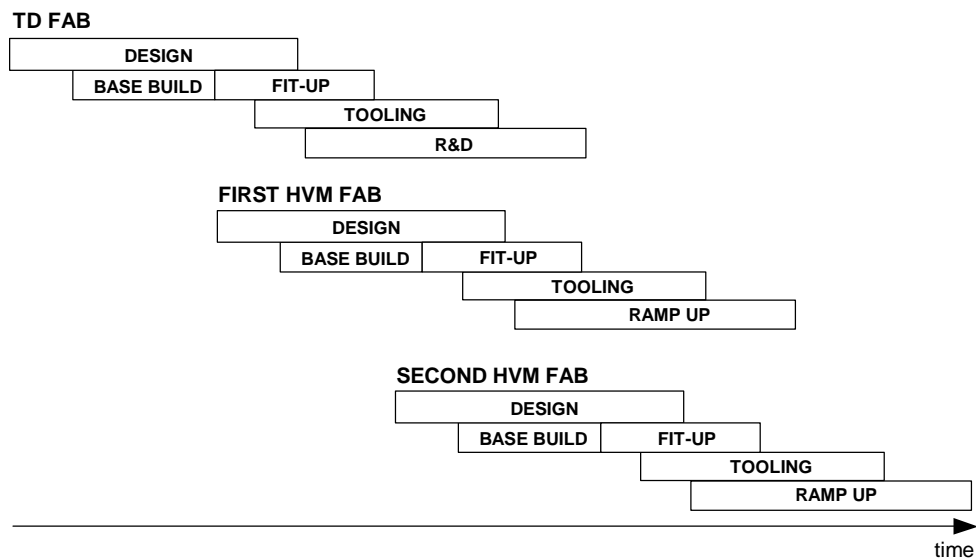 TD FAB
DESIGN
BASE BUILD FIT-UP
TOOLING
R&D
FIRST HVM FAB
DESIGN
BASE BUILD FIT-UP
TOOLING
RAMP UP
SECOND HVM FAB
DESIGN
BASE BUILD FIT-UP
TOOLING
RAMP UP
time